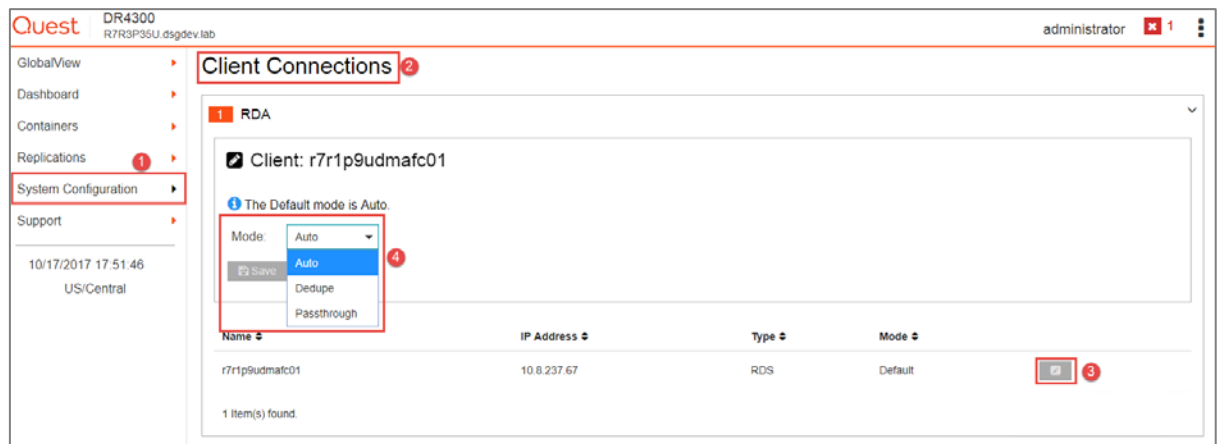 Quest DR4300
R7R3P35U.dsgdev.lab
administrator 1
GlobalView
Dashboard
Containers
Replications 1
System Configuration
Support
10/17/2017 17:51:46
US/Central
Client Connections 2
1 RDA
Client: r7r1p9udmafc01
The Default mode is Auto.
Mode: Auto
Auto
Save
Dedupe
Passthrough
4
Name IP Address Type Mode
r7r1p9udmafc01 10.8.237.67 RDS Default 3
1 Item(s) found.